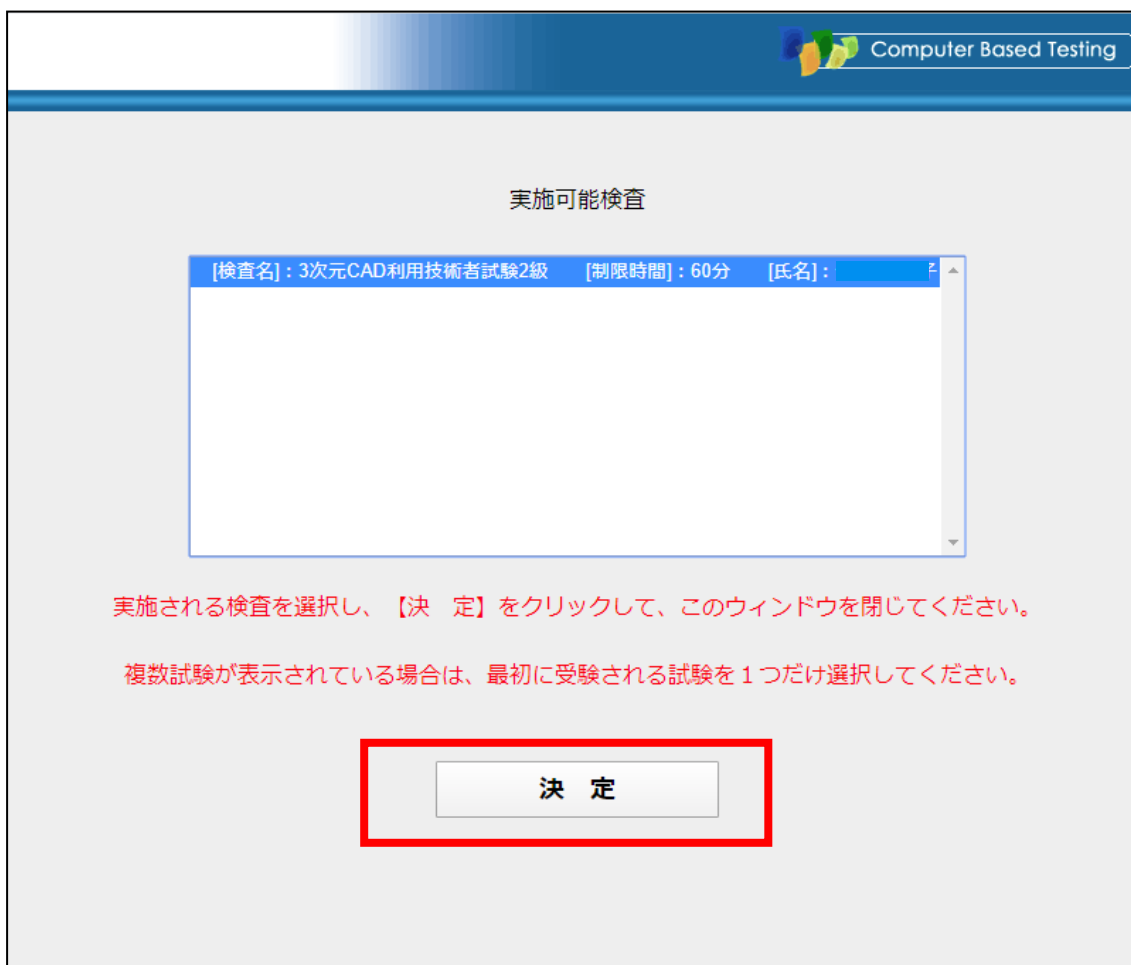 Computer Based Testing
実施可能検査
[検査名]：3次元CAD利用技術者試験2級　[制限時間]：60分　[氏名]：
実施される検査を選択し、【決　定】をクリックして、このウィンドウを閉じてください。
複数試験が表示されている場合は、最初に受験される試験を１つだけ選択してください。
決　定